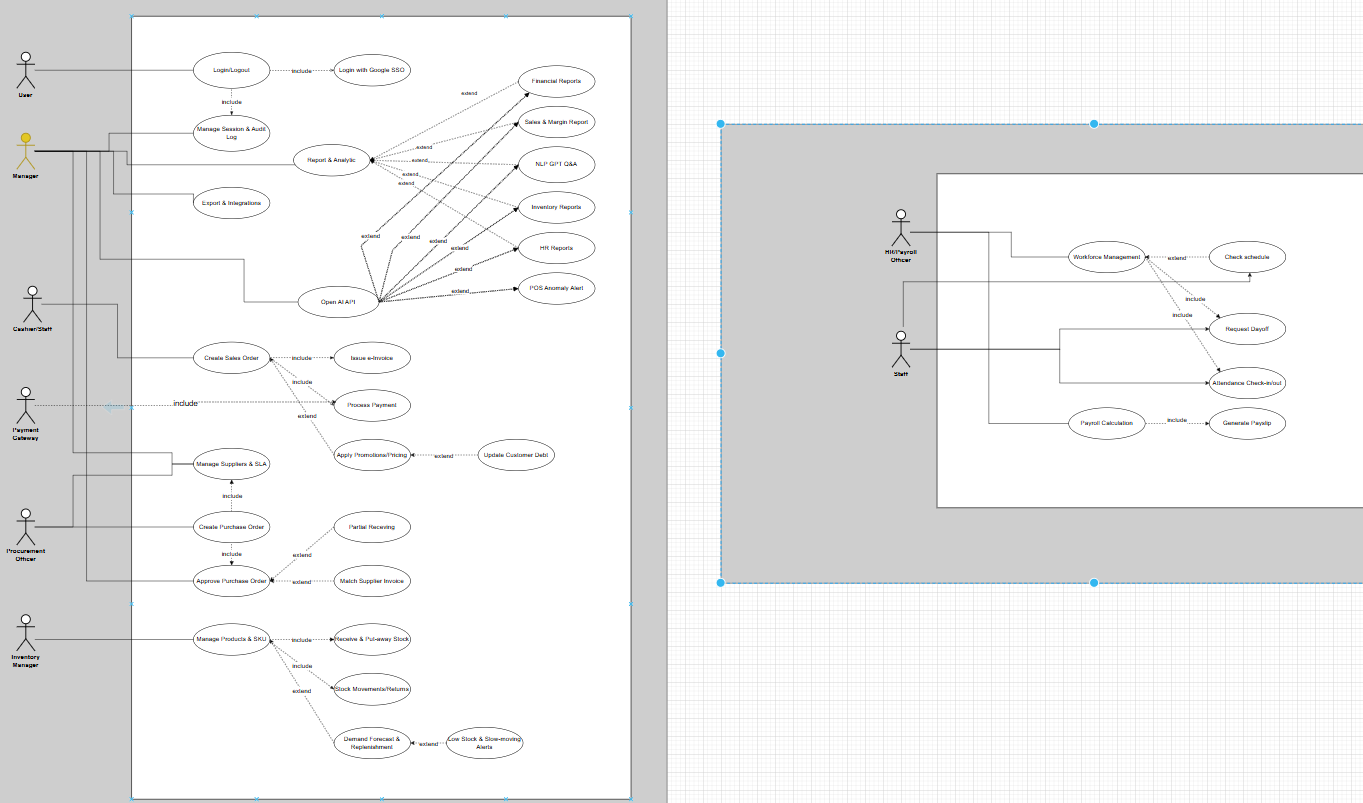 User
Manager
Cashier/Staff
Payment
Gateway
Procurement
Officer
Inventory
Manager
Login/Logout
include
Login with Google SSO
include
Manage Session & Audit
Log
Export & Integrations
Report & Analytic
Open AI API
extend
extend
extend
extend
extend
Financial Reports
Sales & Margin Report
NLP GPT Q&A
Inventory Reports
HR Reports
POS Anomaly Alert
extend
extend
extend
extend
extend
extend
Create Sales Order
include
Issue e-Invoice
include
Process Payment
include
extend
Apply Promotions/Pricing
extend
Update Customer Debt
Manage Suppliers & SLA
include
Create Purchase Order
include
Approve Purchase Order
Partial Receving
extend
extend
Match Supplier Invoice
Manage Products & SKU
include
Receive & Put-away Stock
include
Stock Movements/Returns
extend
Demand Forecast &
Replenishment
extend
Low Stock & Slow-moving
Alerts
HR/Payroll
Officer
Staff
Workforce Management
extend
Check schedule
include
include
Request Dayoff
Attendance Check-in/out
Payroll Calculation
include
Generate Payslip